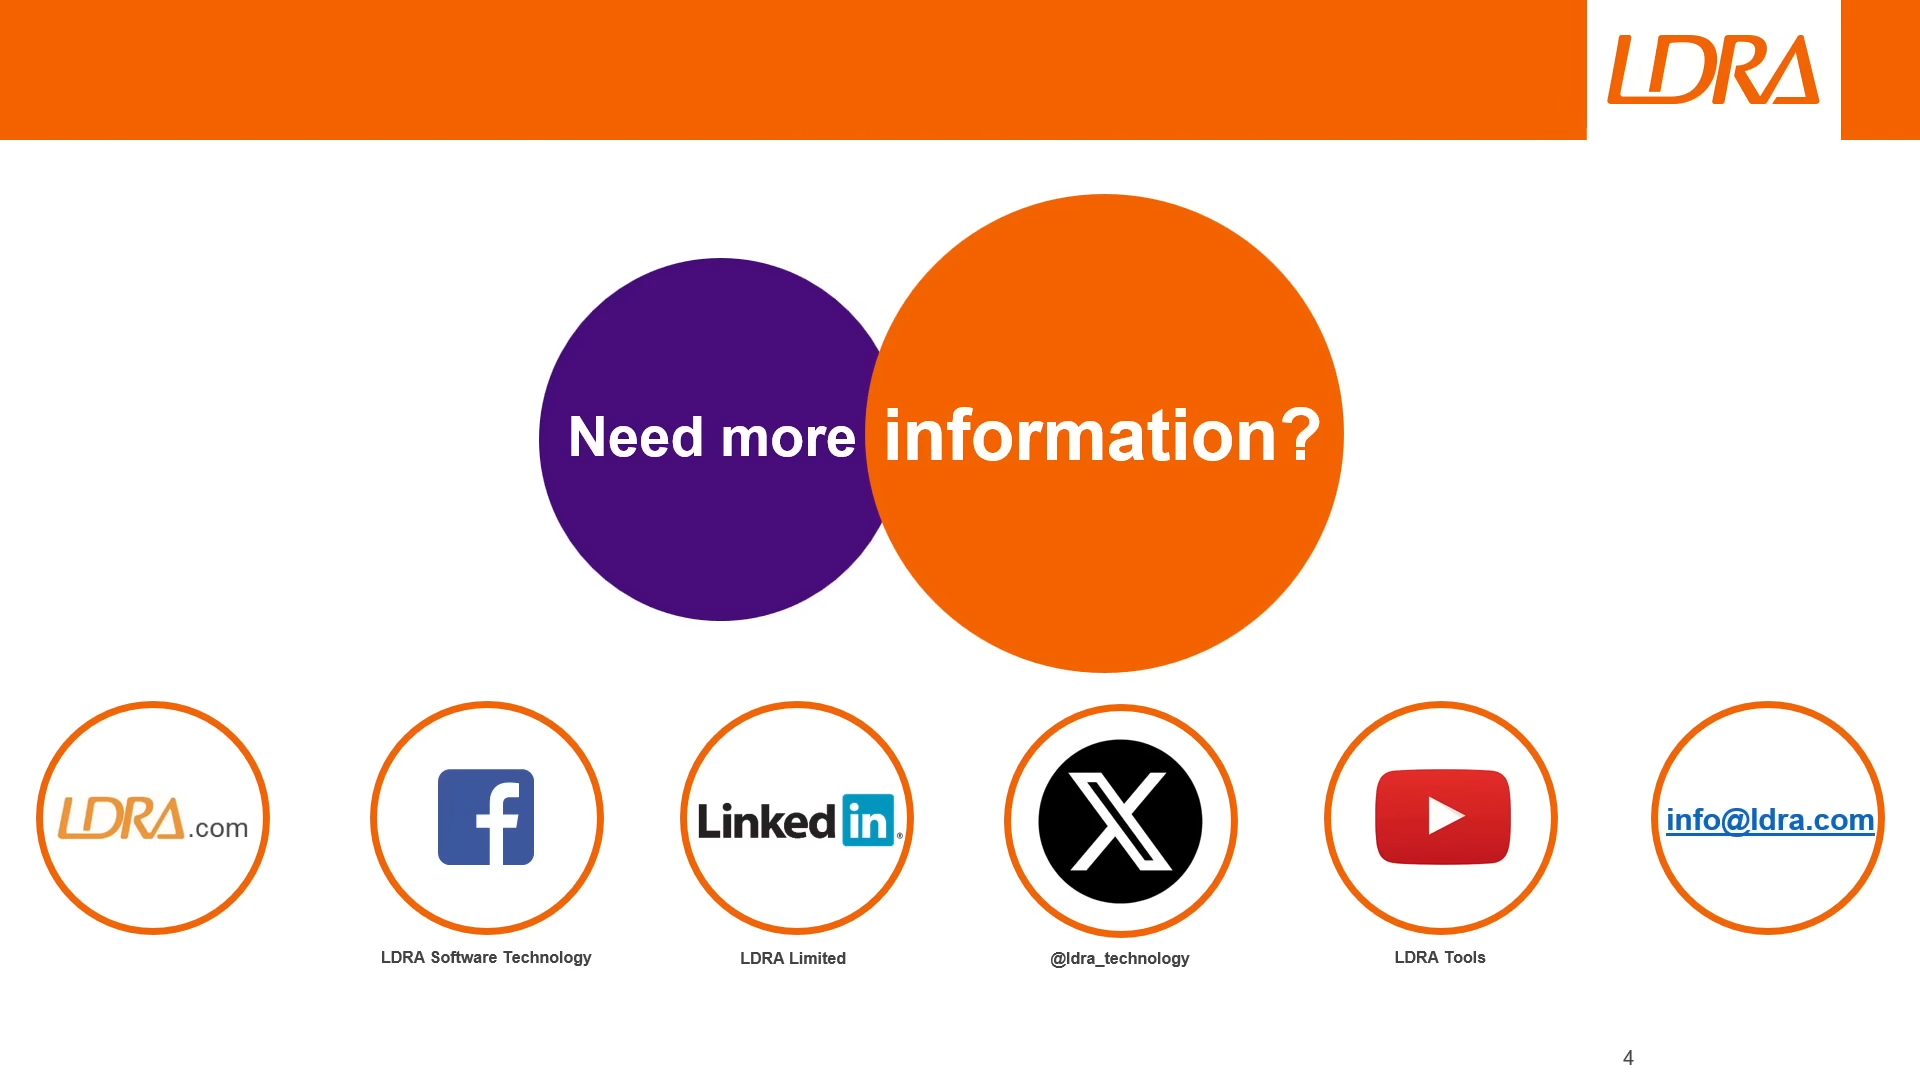 LDRA
Need more information?
LDRA.com
LinkedIn®
info@ldra.com
LDRA Software Technology
LDRA Limited
@ldra_technology
LDRA Tools
4